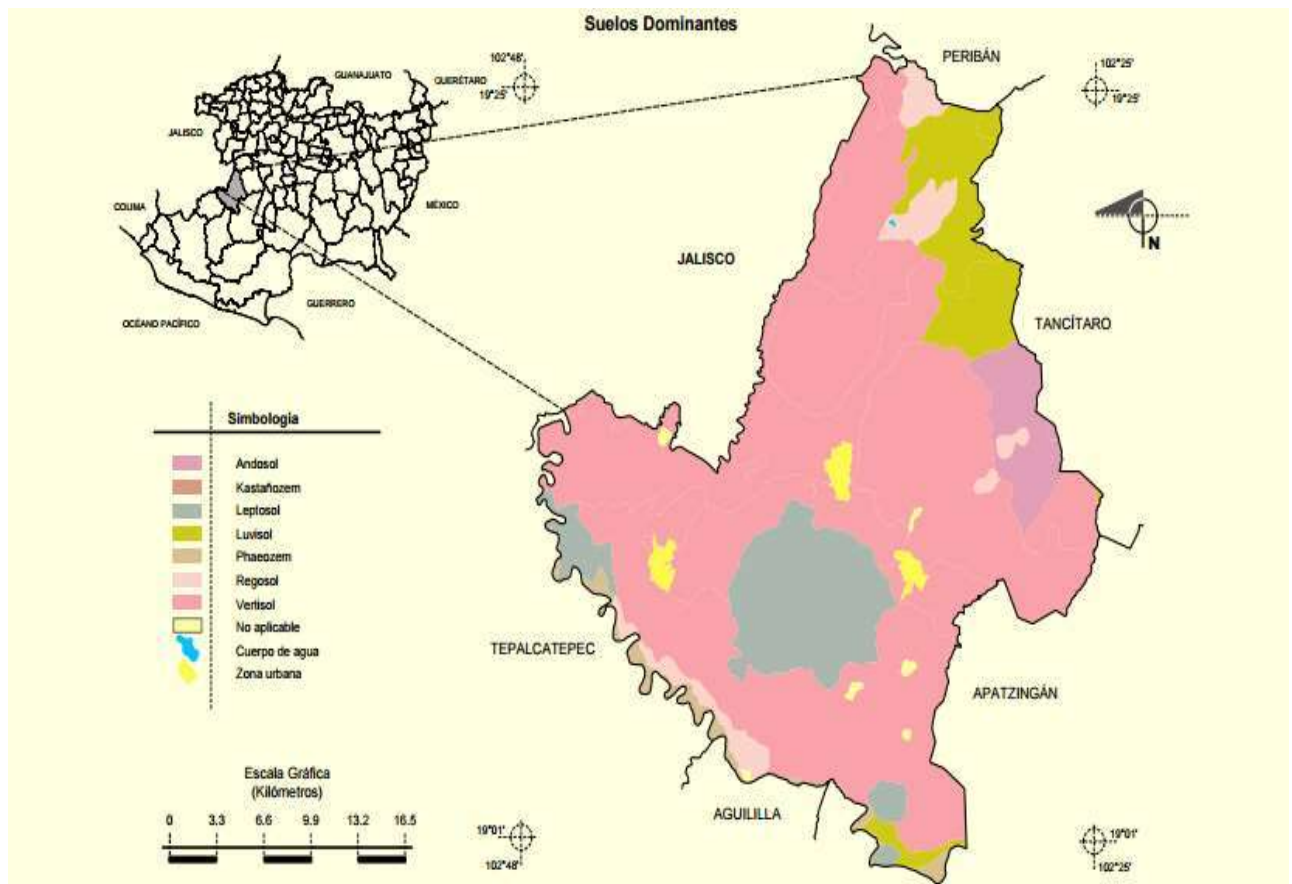 Suelos Dominantes
PERIBÁN
102°48'
19°25'
102°25'
19°25'
GUANAJUATO
QUERÉTARO
JALISCO
COLIMA
MÉXICO
GUERRERO
OCÉANO PACÍFICO
N
JALISCO
TANCÍTARO
Simbología
Andosol
Kastañozem
Leptosol
Luvisol
Phaeozem
Regosol
Vertisol
No aplicable
Cuerpo de agua
Zona urbana
TEPALCATEPEC
APATZINGÁN
AGUILILLA
Escala Gráfica
(Kilómetros)
0 3.3 6.6 9.9 13.2 16.5
19°01'
102°48'
19°01'
102°25'